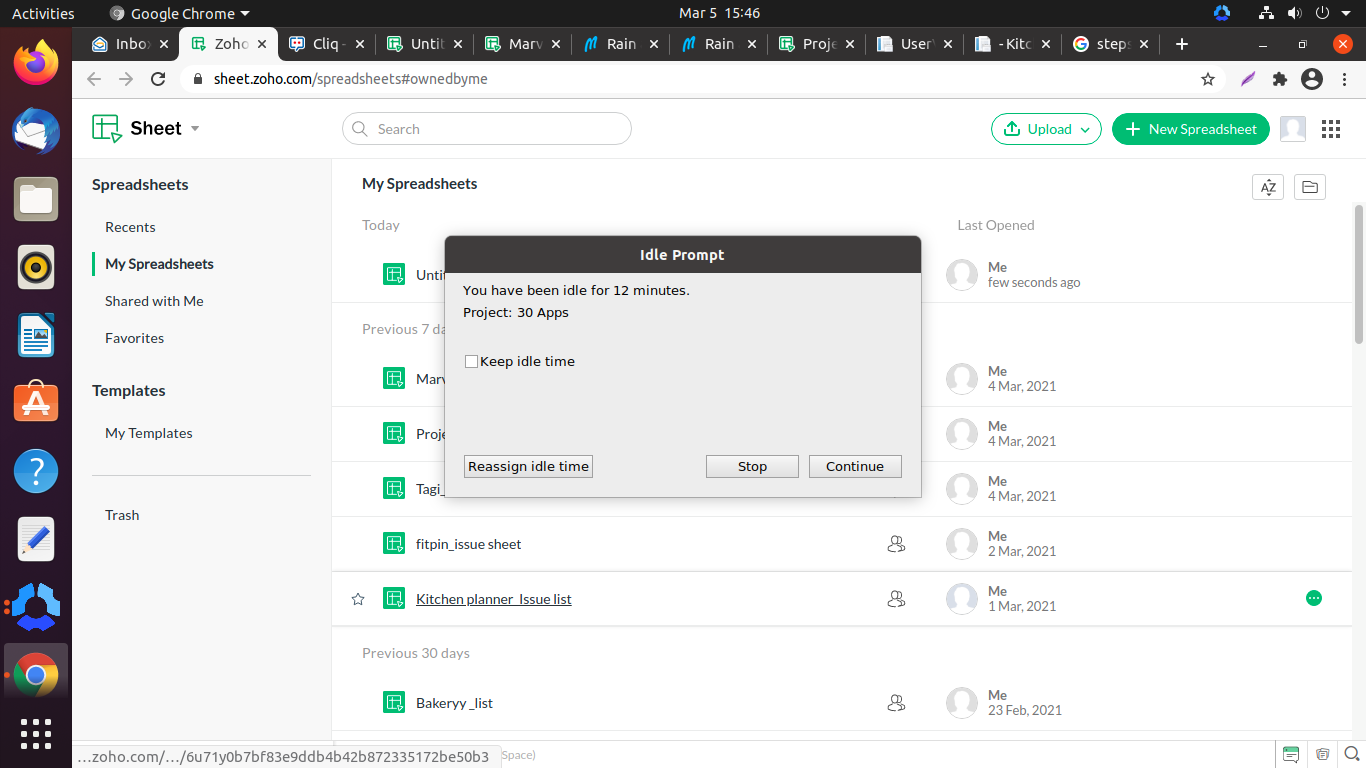 Activities
Google Chrome
Mar 5 15:46
Inbo
Zoho
Cliq -
Untit
Marv
Rain
Rain
Proje
User
- Kitc
steps
sheet.zoho.com/spreadsheets#ownedbyme
Sheet
Search
Upload
New Spreadsheet
Spreadsheets
Recents
My Spreadsheets
Shared with Me
Favorites
Templates
My Templates
Trash
My Spreadsheets
AZ
Today
Last Opened
Untit
Me
few seconds ago
Previous 7 da
Idle Prompt
You have been idle for 12 minutes.
Project: 30 Apps
Keep idle time
Reassign idle time
Stop
Continue
Marv
Me
4 Mar, 2021
Proje
Me
4 Mar, 2021
Tagi_
Me
4 Mar, 2021
fitpin_issue sheet
Me
2 Mar, 2021
Kitchen planner_Issue list
Me
1 Mar, 2021
Previous 30 days
Bakeryy _list
Me
23 Feb, 2021
...zoho.com/.../6u71y0b7bf83e9ddb4b42b872335172be50b3
Space)